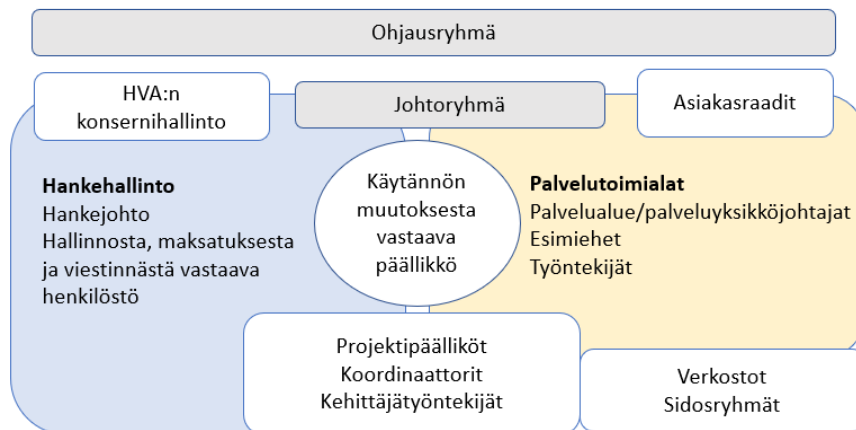 Ohjausryhmä
HVA:n
konsernihallinto
Johtoryhmä
Asiakasraadit
Hankehallinto
Hankejohto
Hallinnosta, maksatuksesta
ja viestinnästä vastaava
henkilöstö
Käytännön
muutoksesta
vastaava
päällikkö
Palvelutoimialat
Palvelualue/palveluyksikköjohtajat
Esimiehet
Työntekijät
Projektipäälliköt
Koordinaattorit
Kehittäjätyöntekijät
Verkostot
Sidosryhmät